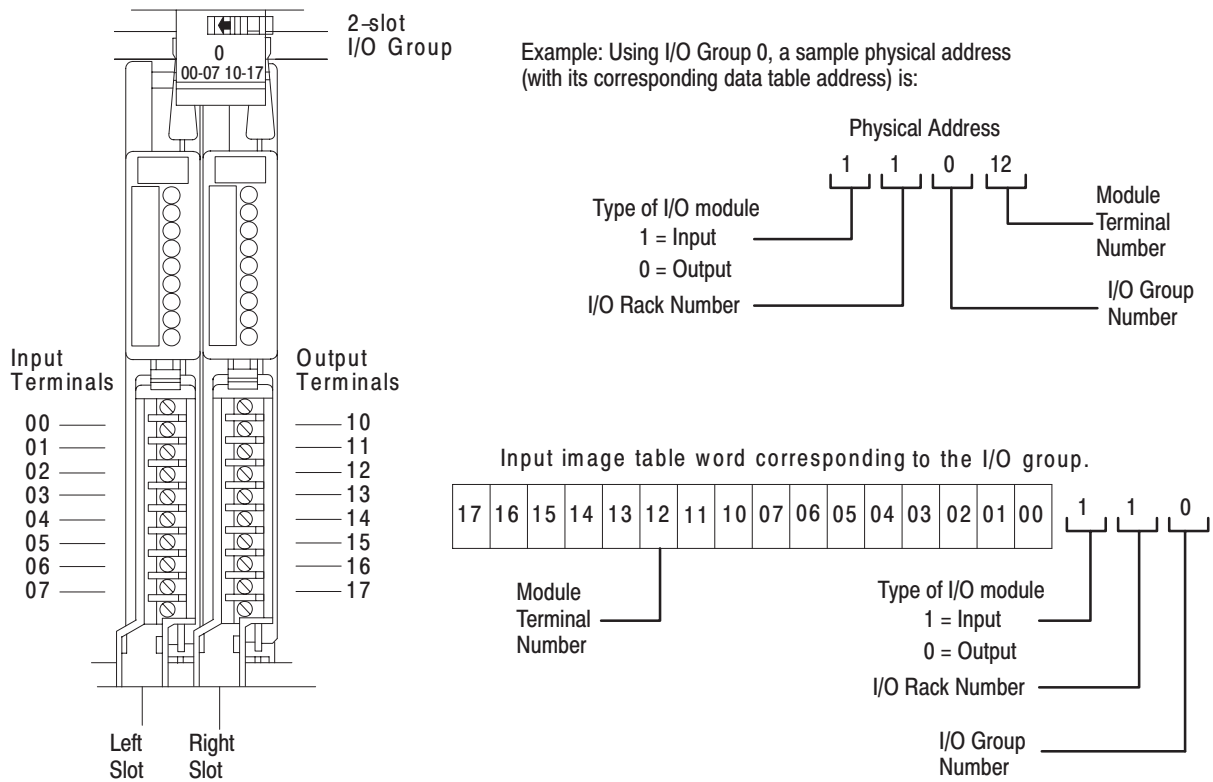 2-slot
I/O Group
0
00-07 10-17
Input
Terminals
00
01
02
03
04
05
06
07
Output
Terminals
10
11
12
13
14
15
16
17
Left
Slot
Right
Slot
Example: Using I/O Group 0, a sample physical address
(with its corresponding data table address) is:
Physical Address
1 1 0 12
Type of I/O module
1 = Input
0 = Output
I/O Rack Number
Module
Terminal
Number
I/O Group
Number
Input image table word corresponding to the I/O group.
17 16 15 14 13 12 11 10 07 06 05 04 03 02 01 00 1 1 0
Module
Terminal
Number
Type of I/O module
1 = Input
0 = Output
I/O Rack Number
I/O Group
Number